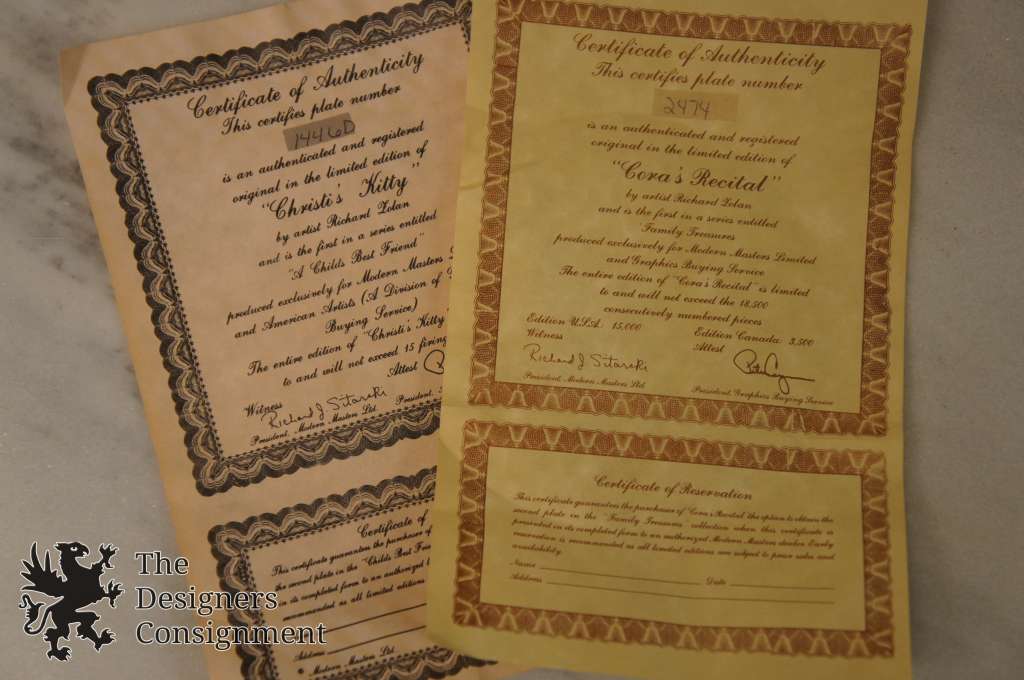 Certificate of Authenticity
This certifies plate number
1446D
is an authenticated and registered
original in the limited edition of
"Christi's Kitty"
by artist Richard Zolan
and is the first in a series entitled
"A Childs Best Friend"
produced exclusively for Modern Masters
and American Artists (A Division of
Buying Service)
The entire edition of "Christi's Kitty
to and will not exceed 15 firing
Attest
Witness
Richard J Sitarski
President, Modern Masters Ltd.
President,
Certificate of
This certificate guarantees the purchaser of
the second plate in the "Childs Best Frie
in its completed form to an authorized
recommended as all limited editions
Address
Modern Masters Ltd.
Certificate of Authenticity
This certifies plate number
2474
is an authenticated and registered
original in the limited edition of
"Cora's Recital"
by artist Richard Zolan
and is the first in a series entitled
Family Treasures
produced exclusively for Modern Masters Limited
and Graphics Buying Service
The entire edition of "Cora's Recital" is limited
to and will not exceed the 18,500
consecutively numbered pieces
Edition U.S.A. 15,000 Edition Canada: 3,500
Witness Attest
Richard J Sitarski
President, Modern Masters Ltd. President, Graphics Buying Service
Certificate of Reservation
This certificate guarantees the purchaser of "Cora's Recital" the option to obtain the
second plate in the "Family Treasures" collection when this certificate is
presented in its completed form to an authorized Modern Masters dealer. Early
reservation is recommended as all limited editions are subject to prior sales and
availability.
Name
Address Date
The
Designers
Consignment